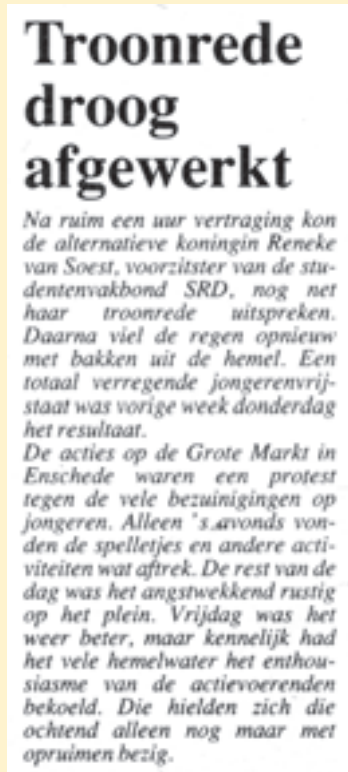 Troonrede
droog
afgewerkt
Na ruim een uur vertraging kon
de alternatieve koningin Reneke
van Soest, voorzitster van de stu-
dentenvakbond SRD, nog net
haar troonrede uitspreken.
Daarna viel de regen opnieuw
met bakken uit de hemel. Een
totaal verregende jongerenvrij-
staat was vorige week donderdag
het resultaat.
De acties op de Grote Markt in
Enschede waren een protest
tegen de vele bezuinigingen op
jongeren. Alleen 's avonds von-
den de spelletjes en andere acti-
viteiten wat aftrek. De rest van de
dag was het angstwekkend rustig
op het plein. Vrijdag was het
weer beter, maar kennelijk had
het vele hemelwater het enthou-
siasme van de actievoerenden
bekoeld. Die hielden zich die
ochtend alleen nog maar met
opruimen bezig.